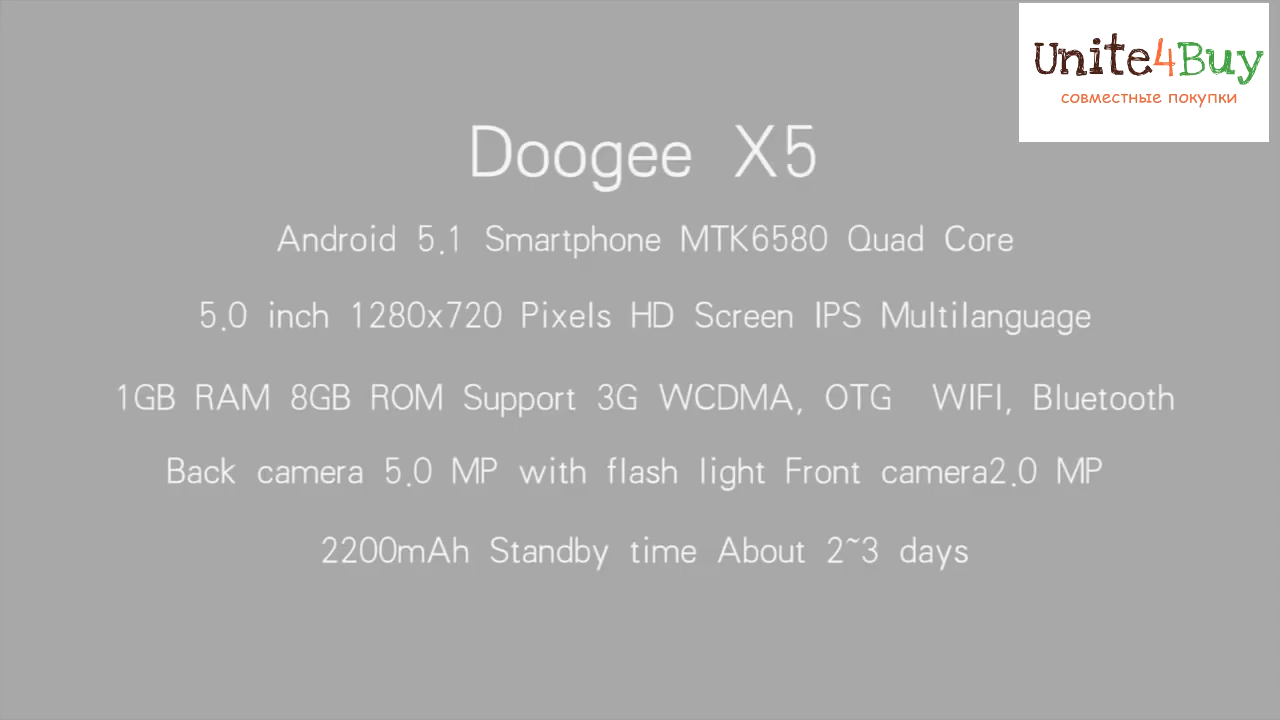 Unite4Buy
совместные покупки
Doogee X5
Android 5.1 Smartphone MTK6580 Quad Core
5.0 inch 1280x720 Pixels HD Screen IPS Multilanguage
1GB RAM 8GB ROM Support 3G WCDMA, OTG WIFI, Bluetooth
Back camera 5.0 MP with flash light Front camera2.0 MP
2200mAh Standby time About 2~3 days